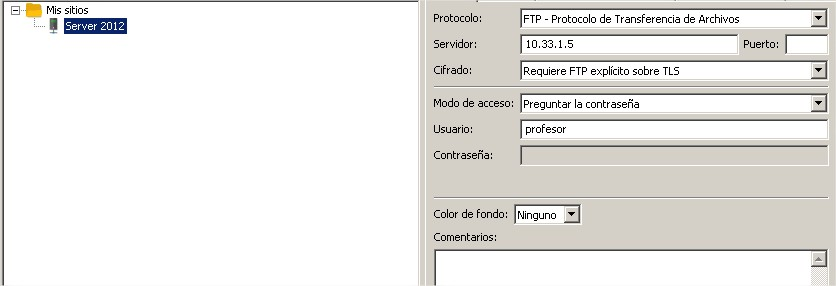 Mis sitios
Server 2012
Protocolo: FTP - Protocolo de Transferencia de Archivos
Servidor: 10.33.1.5 Puerto:
Cifrado: Requiere FTP explícito sobre TLS
Modo de acceso: Preguntar la contraseña
Usuario: profesor
Contraseña:
Color de fondo: Ninguno
Comentarios: